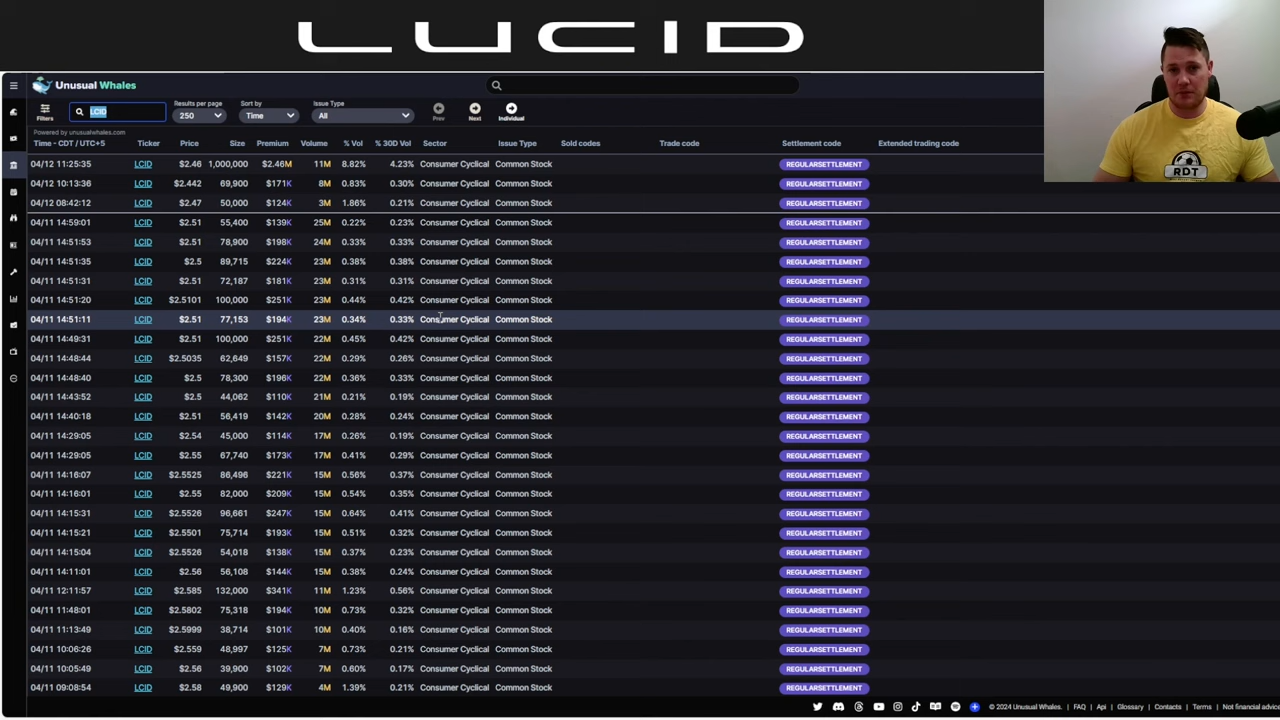 LUCID
Unusual Whales
Filters LCID Results per page 250 Sort by Time Issue Type All Prev Next Individual
Powered by unusualwhales.com
Time - CDT / UTC+5 Ticker Price Size Premium Volume % Vol % 30D Vol Sector Issue Type Sold codes Trade code Settlement code Extended trading code
04/12 11:25:35 LCID $2.46 1,000,000 $2.46M 11M 8.82% 4.23% Consumer Cyclical Common Stock REGULARSETTLEMENT
04/12 10:13:36 LCID $2.442 69,900 $171K 8M 0.83% 0.30% Consumer Cyclical Common Stock REGULARSETTLEMENT
04/12 08:42:12 LCID $2.47 50,000 $124K 3M 1.86% 0.21% Consumer Cyclical Common Stock REGULARSETTLEMENT
04/11 14:59:01 LCID $2.51 55,400 $139K 25M 0.22% 0.23% Consumer Cyclical Common Stock REGULARSETTLEMENT
04/11 14:51:53 LCID $2.51 78,900 $198K 24M 0.33% 0.33% Consumer Cyclical Common Stock REGULARSETTLEMENT
04/11 14:51:35 LCID $2.5 89,715 $224K 23M 0.38% 0.38% Consumer Cyclical Common Stock REGULARSETTLEMENT
04/11 14:51:31 LCID $2.51 72,187 $181K 23M 0.31% 0.31% Consumer Cyclical Common Stock REGULARSETTLEMENT
04/11 14:51:20 LCID $2.5101 100,000 $251K 23M 0.44% 0.42% Consumer Cyclical Common Stock REGULARSETTLEMENT
04/11 14:51:11 LCID $2.51 77,153 $194K 23M 0.34% 0.33% Consumer Cyclical Common Stock REGULARSETTLEMENT
04/11 14:49:31 LCID $2.51 100,000 $251K 22M 0.45% 0.42% Consumer Cyclical Common Stock REGULARSETTLEMENT
04/11 14:48:44 LCID $2.5035 62,649 $157K 22M 0.29% 0.26% Consumer Cyclical Common Stock REGULARSETTLEMENT
04/11 14:48:40 LCID $2.5 78,300 $196K 22M 0.36% 0.33% Consumer Cyclical Common Stock REGULARSETTLEMENT
04/11 14:43:52 LCID $2.5 44,062 $110K 21M 0.21% 0.19% Consumer Cyclical Common Stock REGULARSETTLEMENT
04/11 14:40:18 LCID $2.51 56,419 $142K 20M 0.28% 0.24% Consumer Cyclical Common Stock REGULARSETTLEMENT
04/11 14:29:05 LCID $2.54 45,000 $114K 17M 0.26% 0.19% Consumer Cyclical Common Stock REGULARSETTLEMENT
04/11 14:29:05 LCID $2.55 67,740 $173K 17M 0.41% 0.29% Consumer Cyclical Common Stock REGULARSETTLEMENT
04/11 14:16:07 LCID $2.5525 86,496 $221K 15M 0.56% 0.37% Consumer Cyclical Common Stock REGULARSETTLEMENT
04/11 14:16:01 LCID $2.55 82,000 $209K 15M 0.54% 0.35% Consumer Cyclical Common Stock REGULARSETTLEMENT
04/11 14:15:31 LCID $2.5526 96,661 $247K 15M 0.64% 0.41% Consumer Cyclical Common Stock REGULARSETTLEMENT
04/11 14:15:27 LCID $2.5501 75,714 $193K 15M 0.51% 0.32% Consumer Cyclical Common Stock REGULARSETTLEMENT
04/11 14:15:04 LCID $2.5526 54,018 $138K 15M 0.37% 0.23% Consumer Cyclical Common Stock REGULARSETTLEMENT
04/11 14:11:01 LCID $2.56 56,108 $144K 15M 0.38% 0.24% Consumer Cyclical Common Stock REGULARSETTLEMENT
04/11 12:11:57 LCID $2.585 132,000 $341K 11M 1.23% 0.56% Consumer Cyclical Common Stock REGULARSETTLEMENT
04/11 11:48:01 LCID $2.5802 75,318 $194K 10M 0.73% 0.32% Consumer Cyclical Common Stock REGULARSETTLEMENT
04/11 11:13:49 LCID $2.5999 38,714 $101K 10M 0.40% 0.16% Consumer Cyclical Common Stock REGULARSETTLEMENT
04/11 10:06:26 LCID $2.559 48,997 $125K 7M 0.73% 0.21% Consumer Cyclical Common Stock REGULARSETTLEMENT
04/11 10:05:49 LCID $2.56 39,900 $102K 7M 0.60% 0.17% Consumer Cyclical Common Stock REGULARSETTLEMENT
04/11 09:08:54 LCID $2.58 49,900 $129K 4M 1.39% 0.21% Consumer Cyclical Common Stock REGULARSETTLEMENT
© 2024 Unusual Whales. | FAQ | Api | Glossary | Contacts | Terms | Not financial advice
RDT